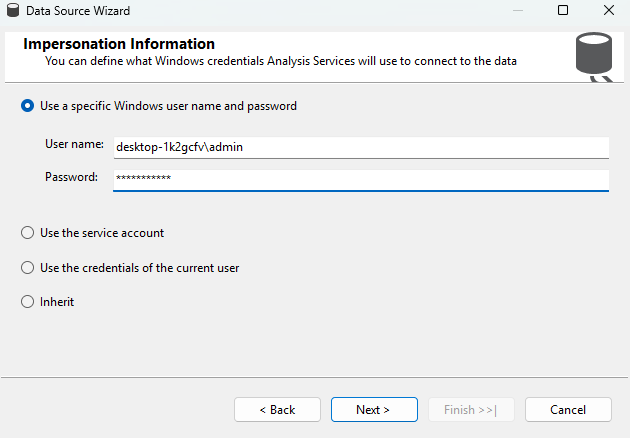 Data Source Wizard
Impersonation Information
You can define what Windows credentials Analysis Services will use to connect to the data
Use a specific Windows user name and password
User name: desktop-1k2gcfv\admin
Password: ***********
Use the service account
Use the credentials of the current user
Inherit
< Back Next > Finish >>| Cancel